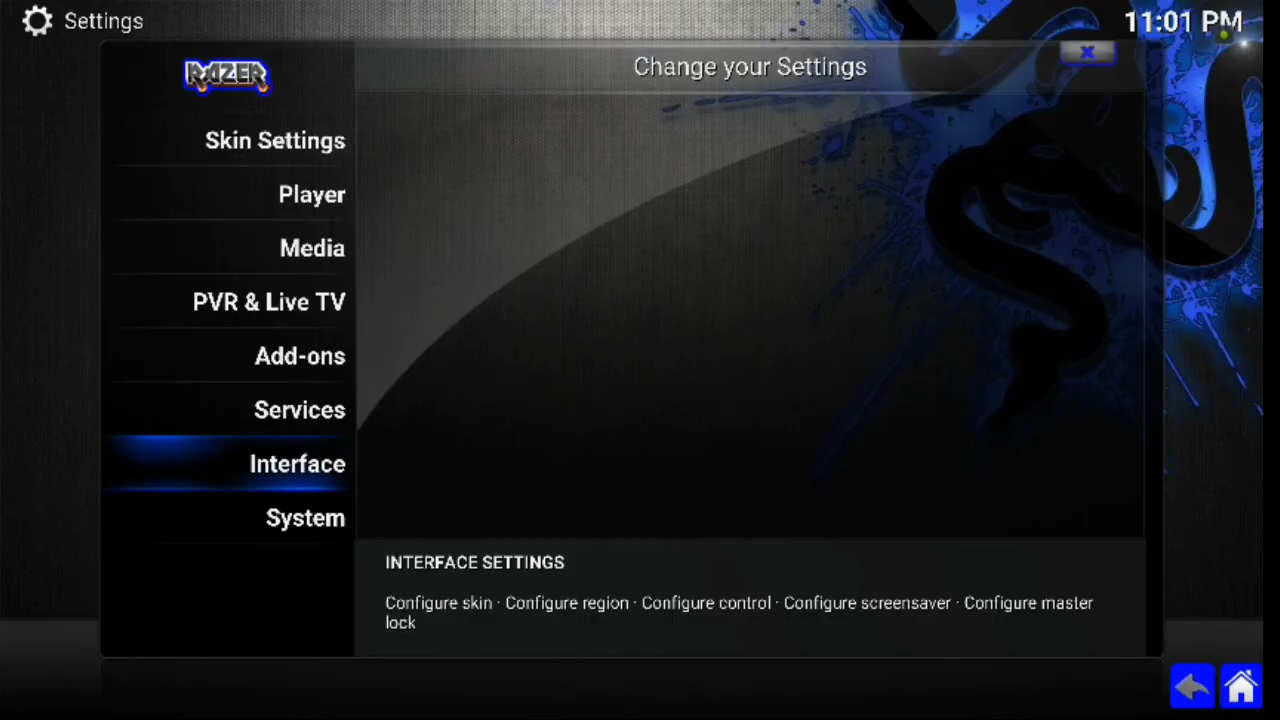 Settings
11:01 PM
RAZER
Change your Settings
x
Skin Settings
Player
Media
PVR & Live TV
Add-ons
Services
Interface
System
INTERFACE SETTINGS
Configure skin · Configure region · Configure control · Configure screensaver · Configure master
lock